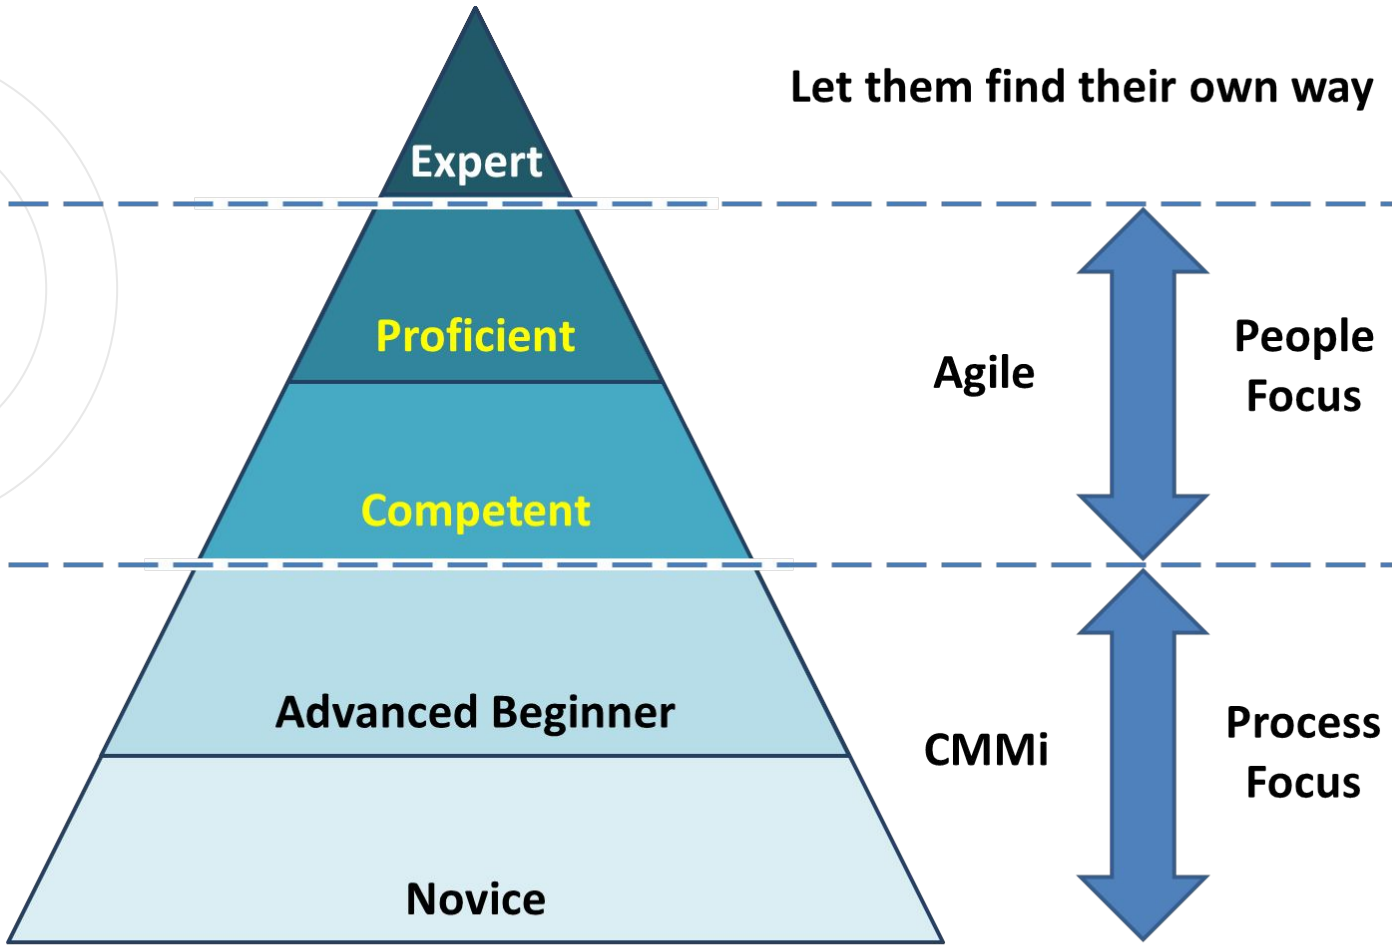 Let them find their own way
Expert
Proficient
Agile
People
Focus
Competent
Advanced Beginner
CMMi
Process
Focus
Novice